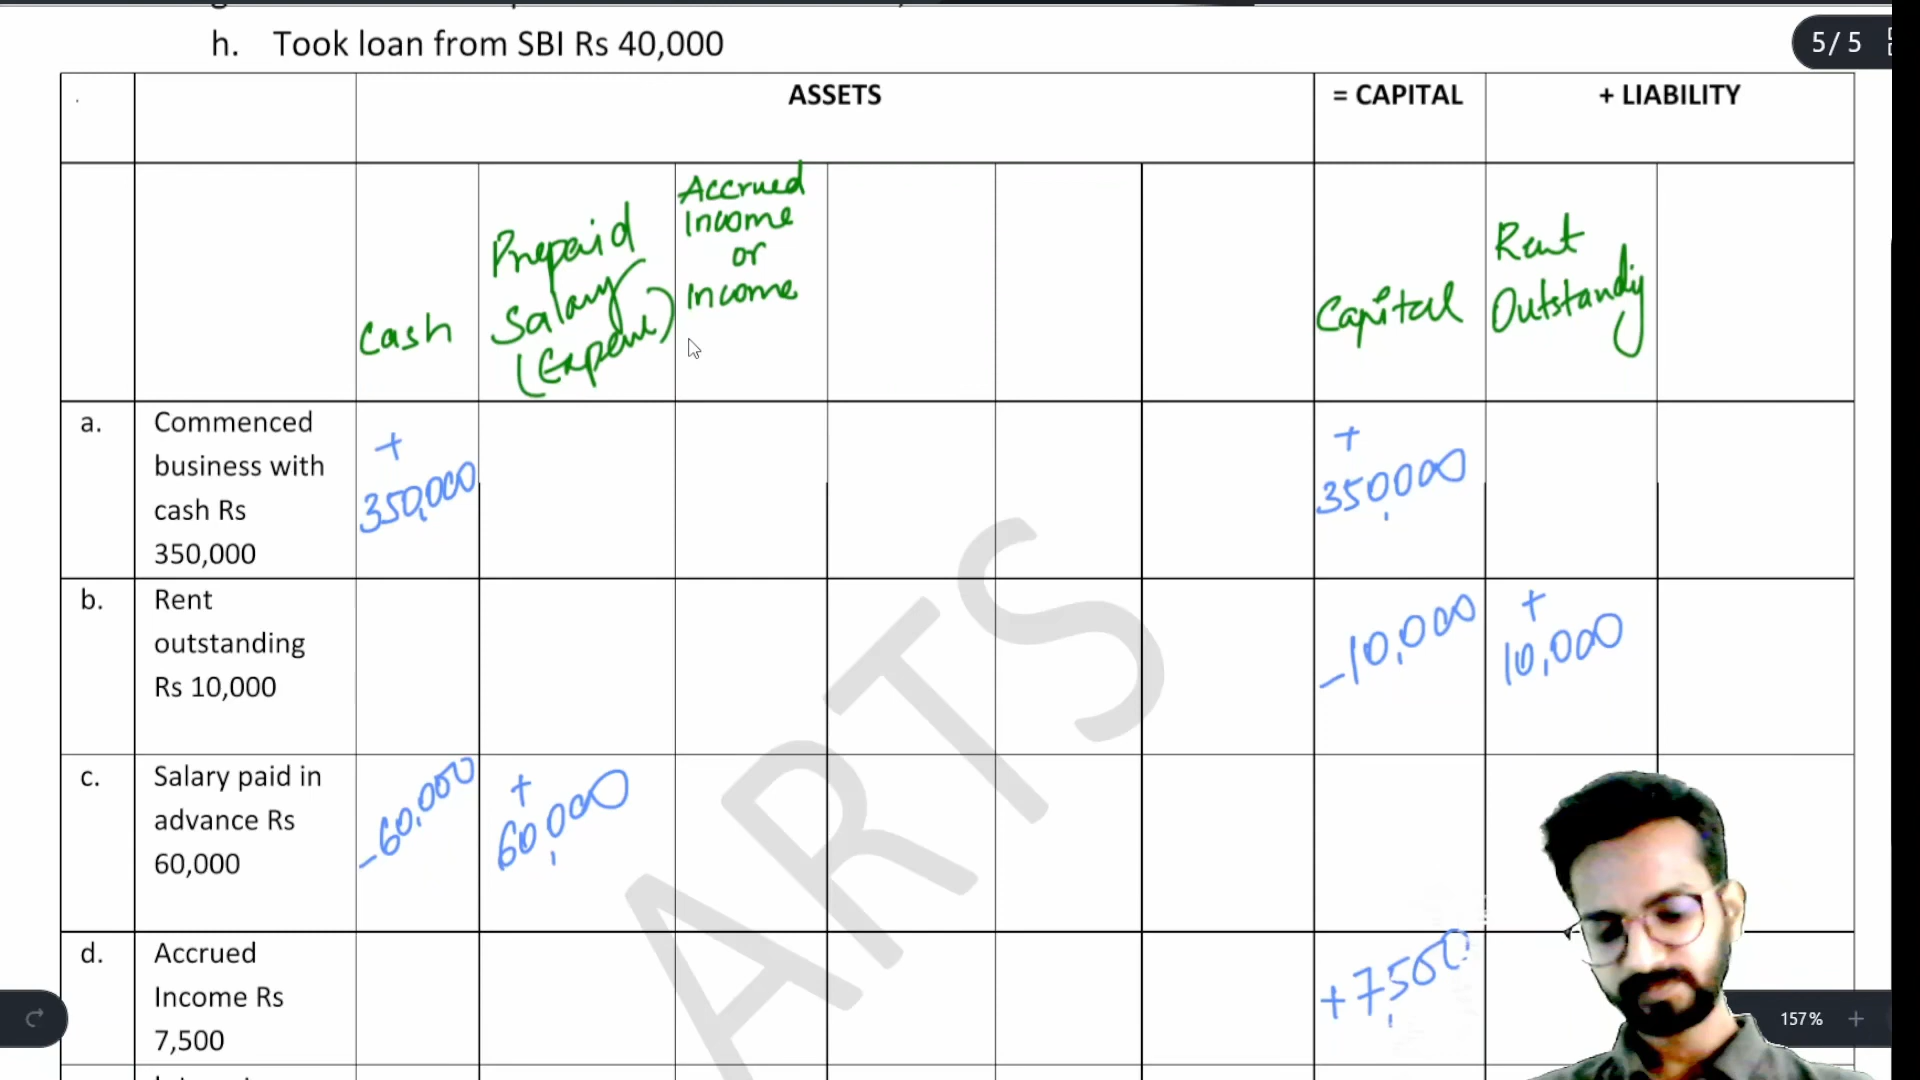 h. Took loan from SBI Rs 40,000
5/5
ASSETS = CAPITAL + LIABILITY
Cash
Prepaid
Salary
(Expense)
Accrued
Income
or
Income
Capital
Rent
Outstanding
a. Commenced
business with
cash Rs
350,000
+
350,000
+
350,000
b. Rent
outstanding
Rs 10,000
-10,000
+
10,000
c. Salary paid in
advance Rs
60,000
-60,000
+
60,000
d. Accrued
Income Rs
7,500
+7,500
ARTS
157% +